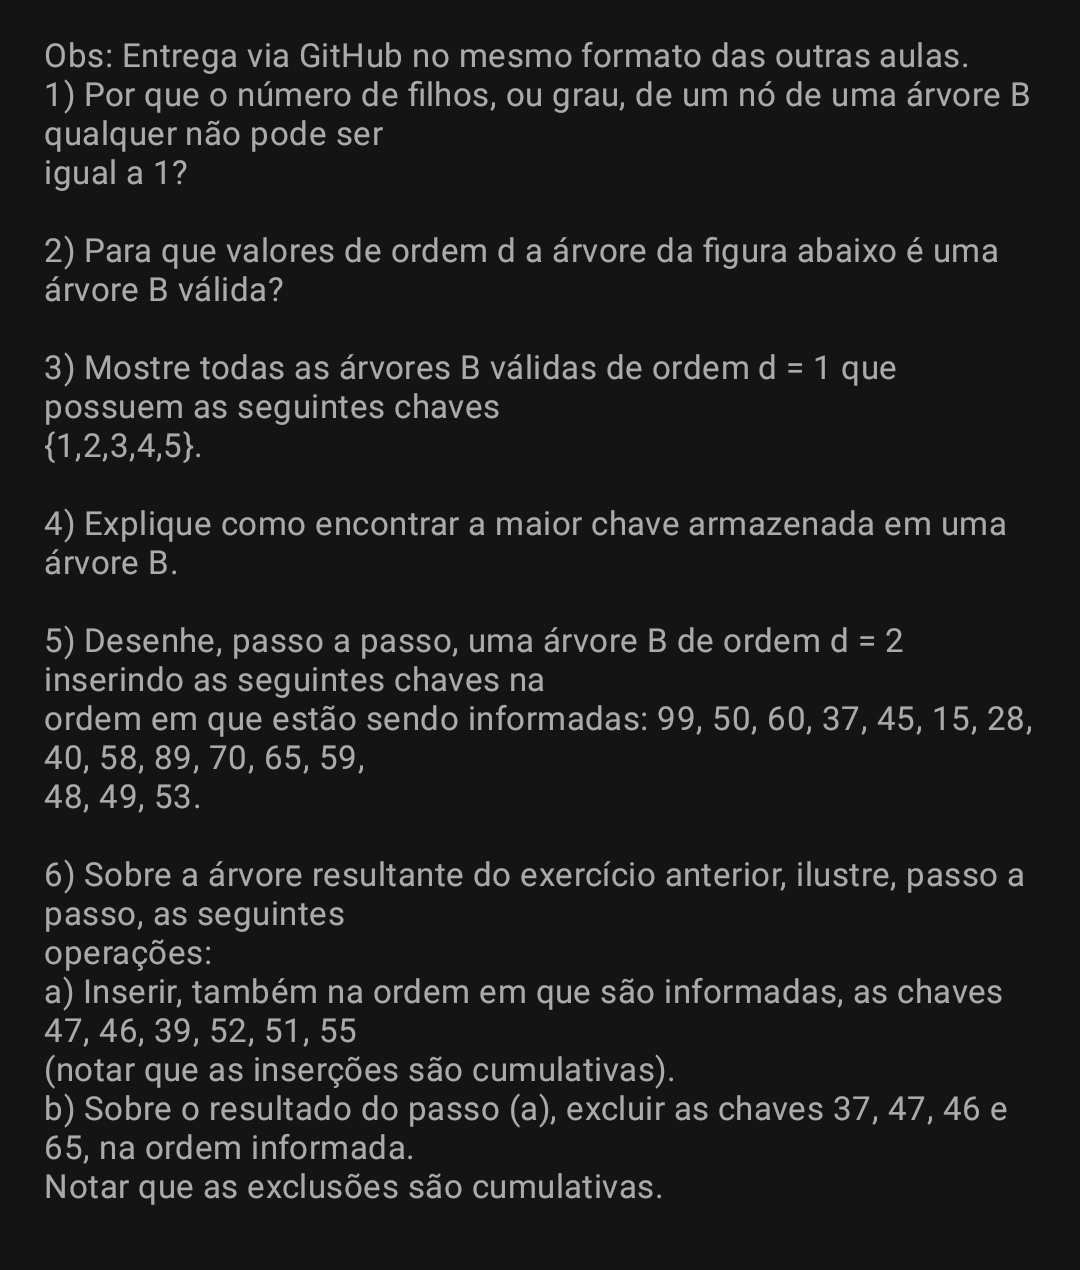 Obs: Entrega via GitHub no mesmo formato das outras aulas.
1) Por que o número de filhos, ou grau, de um nó de uma árvore B
qualquer não pode ser
igual a 1?
2) Para que valores de ordem d a árvore da figura abaixo é uma
árvore B válida?
3) Mostre todas as árvores B válidas de ordem d = 1 que
possuem as seguintes chaves
{1,2,3,4,5}.
4) Explique como encontrar a maior chave armazenada em uma
árvore B.
5) Desenhe, passo a passo, uma árvore B de ordem d = 2
inserindo as seguintes chaves na
ordem em que estão sendo informadas: 99, 50, 60, 37, 45, 15, 28,
40, 58, 89, 70, 65, 59,
48, 49, 53.
6) Sobre a árvore resultante do exercício anterior, ilustre, passo a
passo, as seguintes
operações:
a) Inserir, também na ordem em que são informadas, as chaves
47, 46, 39, 52, 51, 55
(notar que as inserções são cumulativas).
b) Sobre o resultado do passo (a), excluir as chaves 37, 47, 46 e
65, na ordem informada.
Notar que as exclusões são cumulativas.